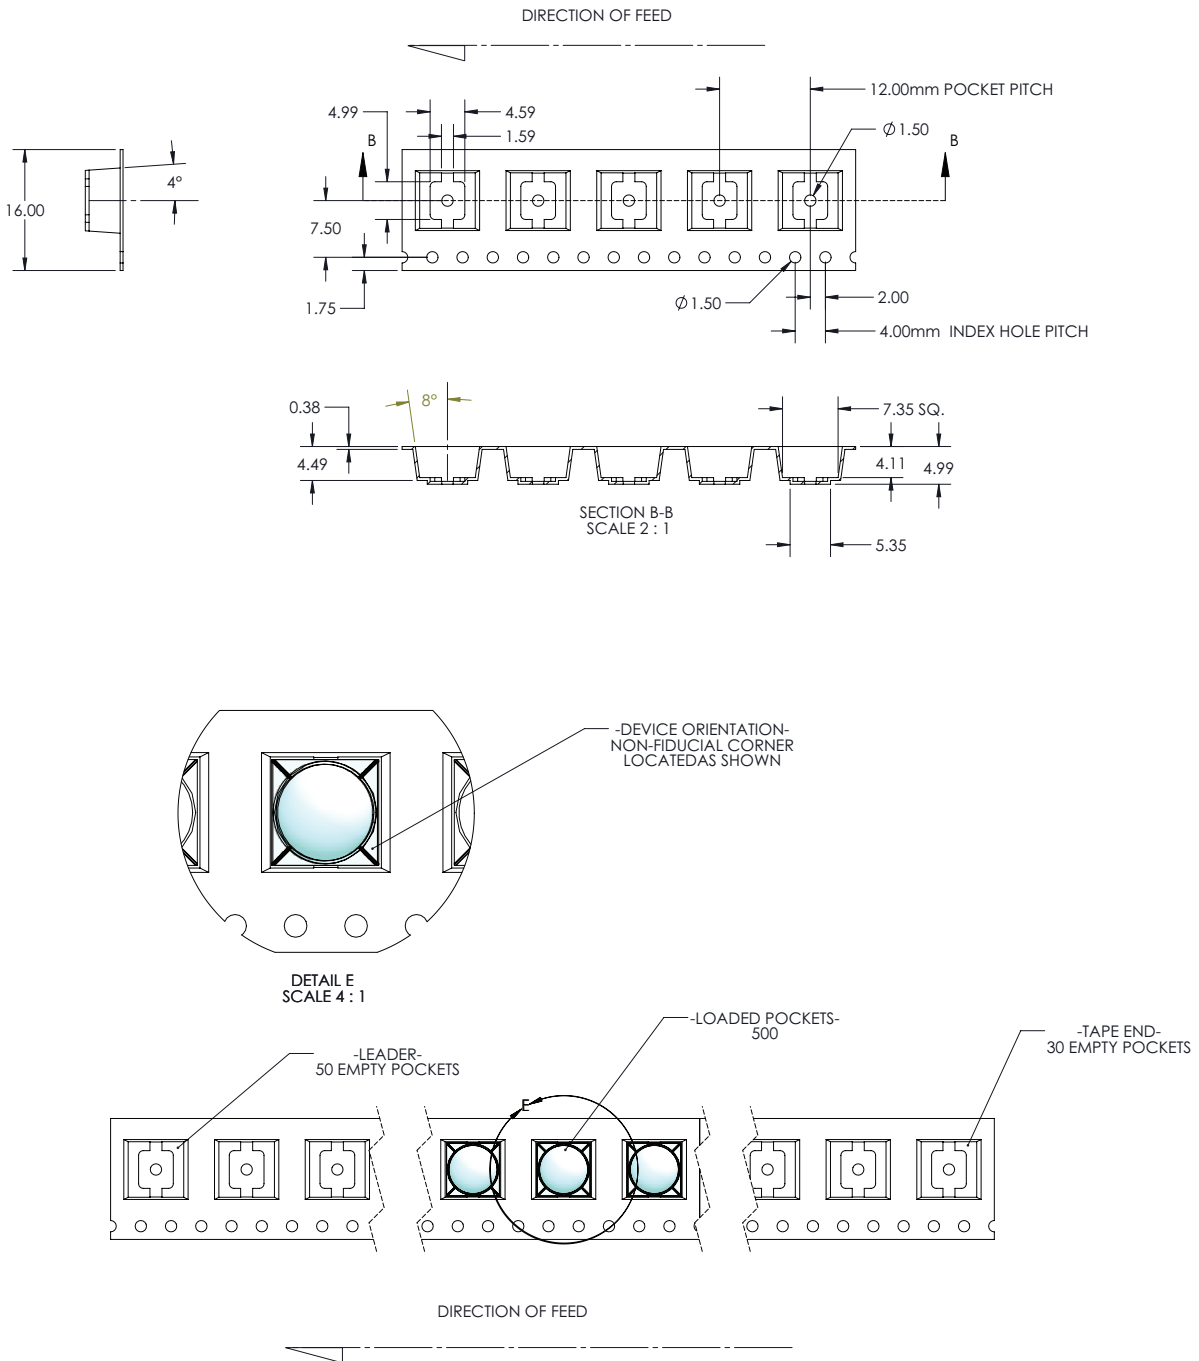 DIRECTION OF FEED
12.00mm POCKET PITCH
4.99
4.59
1.59
Ø1.50
B
B
4°
16.00
7.50
1.75
Ø1.50
2.00
4.00mm INDEX HOLE PITCH
8°
0.38
7.35 SQ.
4.49
4.11
4.99
SECTION B-B
SCALE 2 : 1
5.35
-DEVICE ORIENTATION-
NON-FIDUCIAL CORNER
LOCATEDAS SHOWN
DETAIL E
SCALE 4 : 1
-LOADED POCKETS-
500
-TAPE END-
30 EMPTY POCKETS
-LEADER-
50 EMPTY POCKETS
E
DIRECTION OF FEED